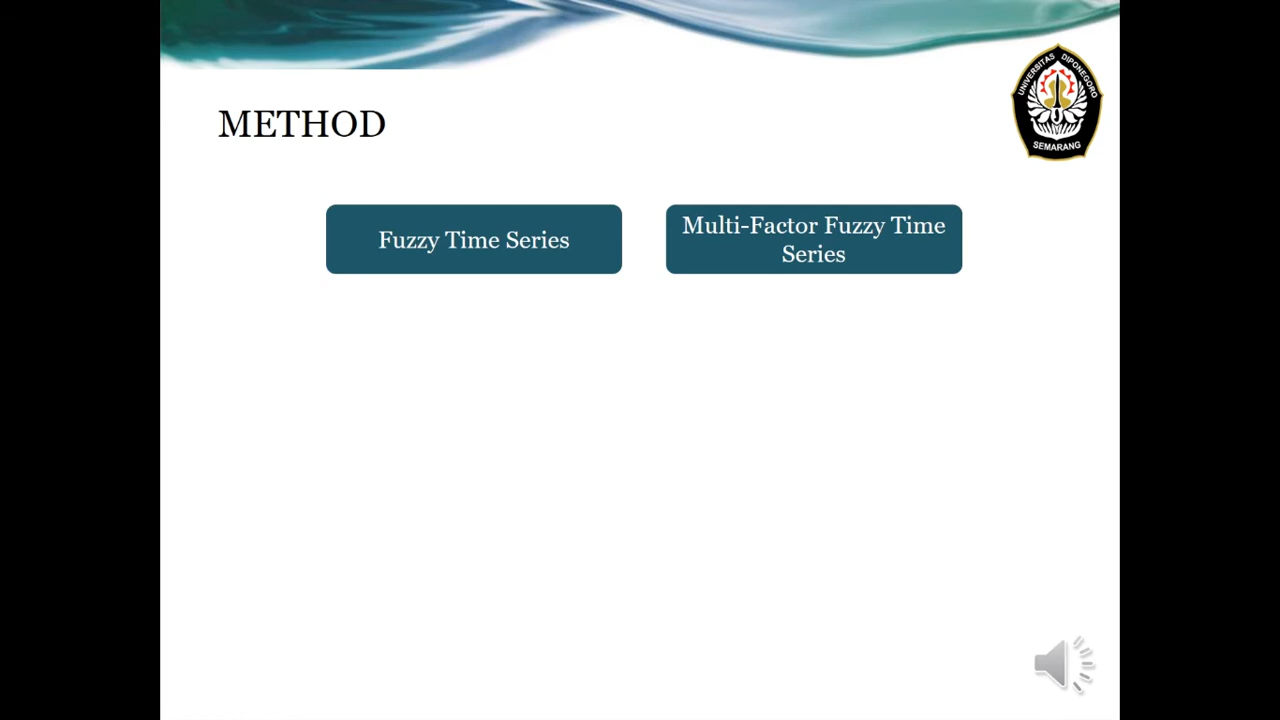 UNIVERSITAS DIPONEGORO
SEMARANG
METHOD
Fuzzy Time Series
Multi-Factor Fuzzy Time
Series